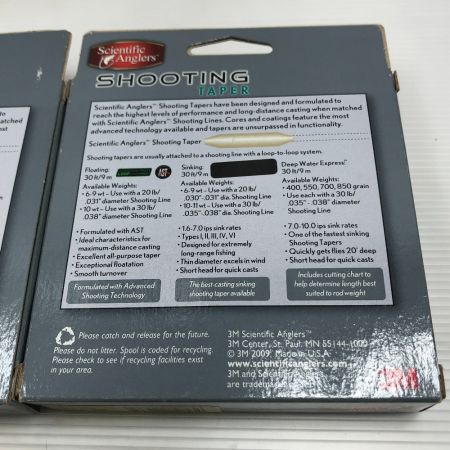 Scientific
Anglers™
SHOOTING
TAPER
Scientific Anglers™ Shooting Tapers have been designed and formulated to
reach the highest levels of performance and long-distance casting when matched
with Scientific Anglers™ Shooting Lines. Cores and coatings feature the most
advanced technology available and tapers are unsurpassed in functionality.
Scientific Anglers™ Shooting Taper
Shooting tapers are usually attached to a shooting line with a loop-to-loop system.
Floating:
30 ft/9 m
AST
Available Weights:
• 6-9 wt – Use with a 20 lb/
.031" diameter Shooting Line
• 10 wt – Use with a 30 lb/
.038" diameter Shooting Line
• Formulated with AST
• Ideal characteristics for
maximum-distance casting
• Excellent all-purpose taper
• Exceptional floatation
• Smooth turnover
Formulated with Advanced
Shooting Technology
Sinking:
30 ft/9 m
Available Weights:
• 6-9 wt – Use with a 20 lb/
.030"-.031" dia. Shooting Line
• 10-11 wt – Use with a 30 lb/
.035"-.038" dia. Shooting Line
• 1.6-7.0 ips sink rates
• Types I, II, III, IV, VI
• Designed for extremely
long-range fishing
• Thin diameter excels in wind
• Short head for quick casts
The best-casting sinking
shooting taper available
Deep Water Express™
30 ft/9 m
Available Weights:
• 400, 550, 700, 850 grain
• Use each with a 30 lb/
.035" -.038" diameter
Shooting Line
• 7.0-10.0 ips sink rates
• One of the fastest sinking
Shooting Tapers
• Quickly gets flies 20' deep
• Short head for quick casts
Includes cutting chart to
help determine length best
suited to rod weight
Please catch and release for the future.
Please do not litter. Spool is coded for recycling.
Please check to see if recycling facilities exist
in your area.
3M Scientific Anglers™
3M Center, St. Paul, MN 55144-1000
© 3M 2009. Made in U.S.A.
www.scientificanglers.com
3M and Scientific Anglers
are trademarks of